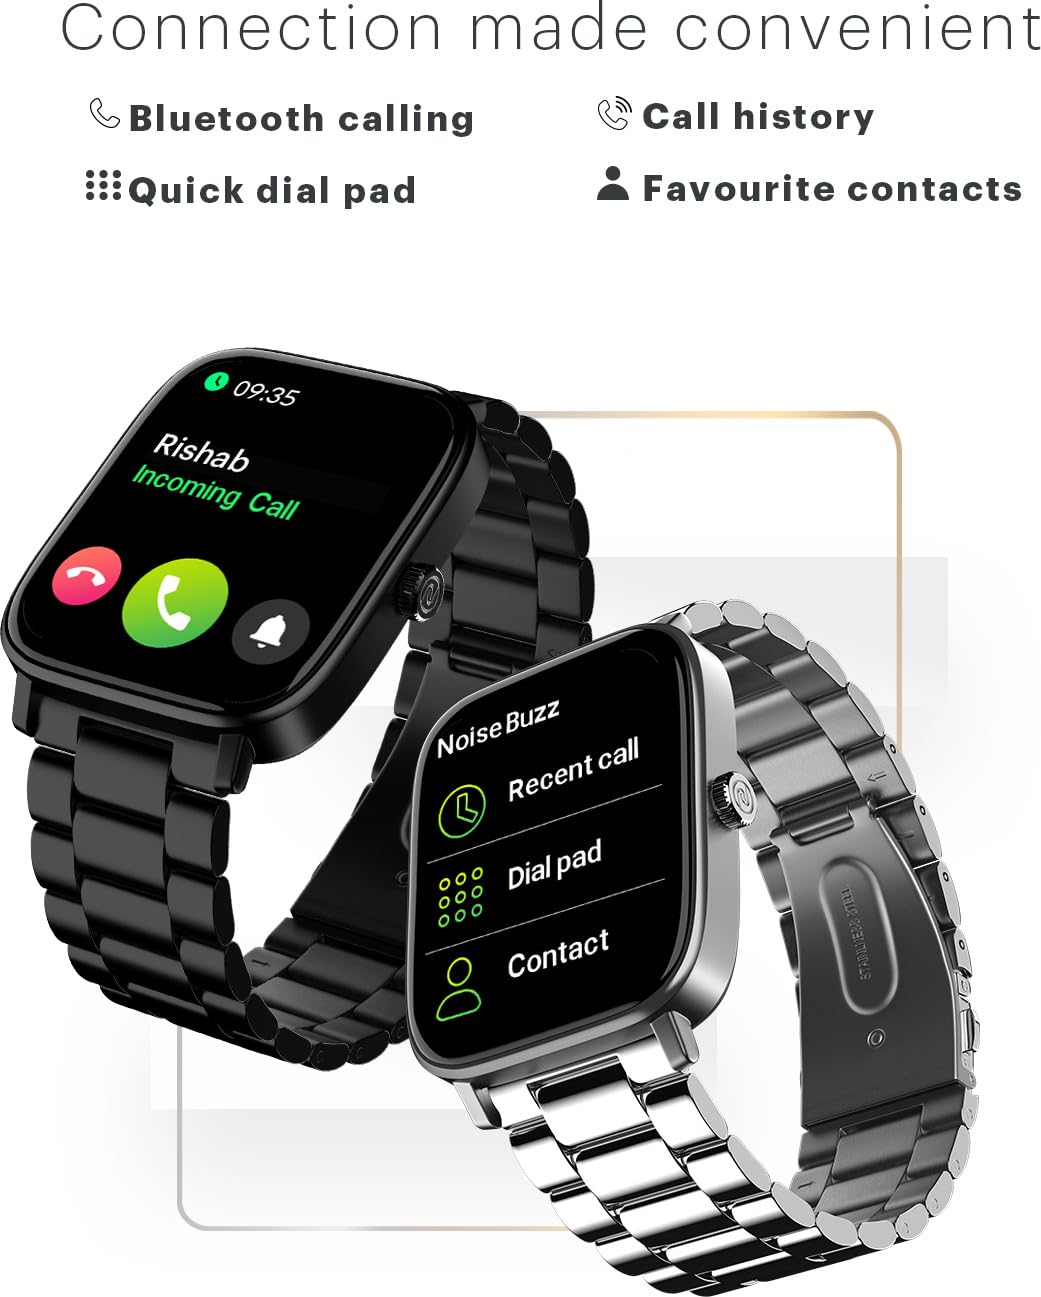 Connection made convenient
Bluetooth calling
Call history
Quick dial pad
Favourite contacts
09:35
Rishab
Incoming Call
Noise Buzz
Recent call
Dial pad
Contact
STAINLESS STEEL